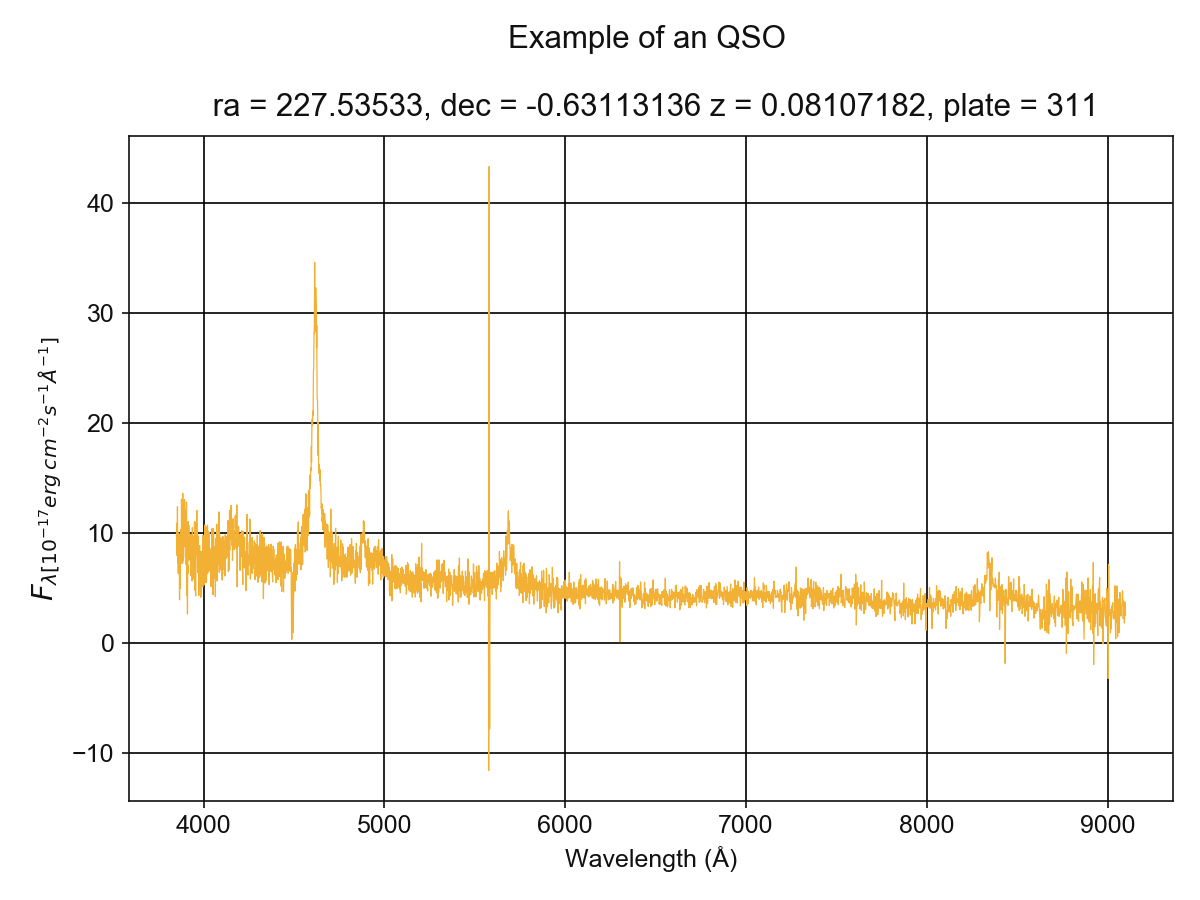 Example of an QSO
ra = 227.53533, dec = -0.63113136 z = 0.08107182, plate = 311
40
30
20
10
0
−10
F_{λ[10^{−17}erg cm^{−2}s^{−1}Å^{−1}]}
4000 5000 6000 7000 8000 9000
Wavelength (Å)